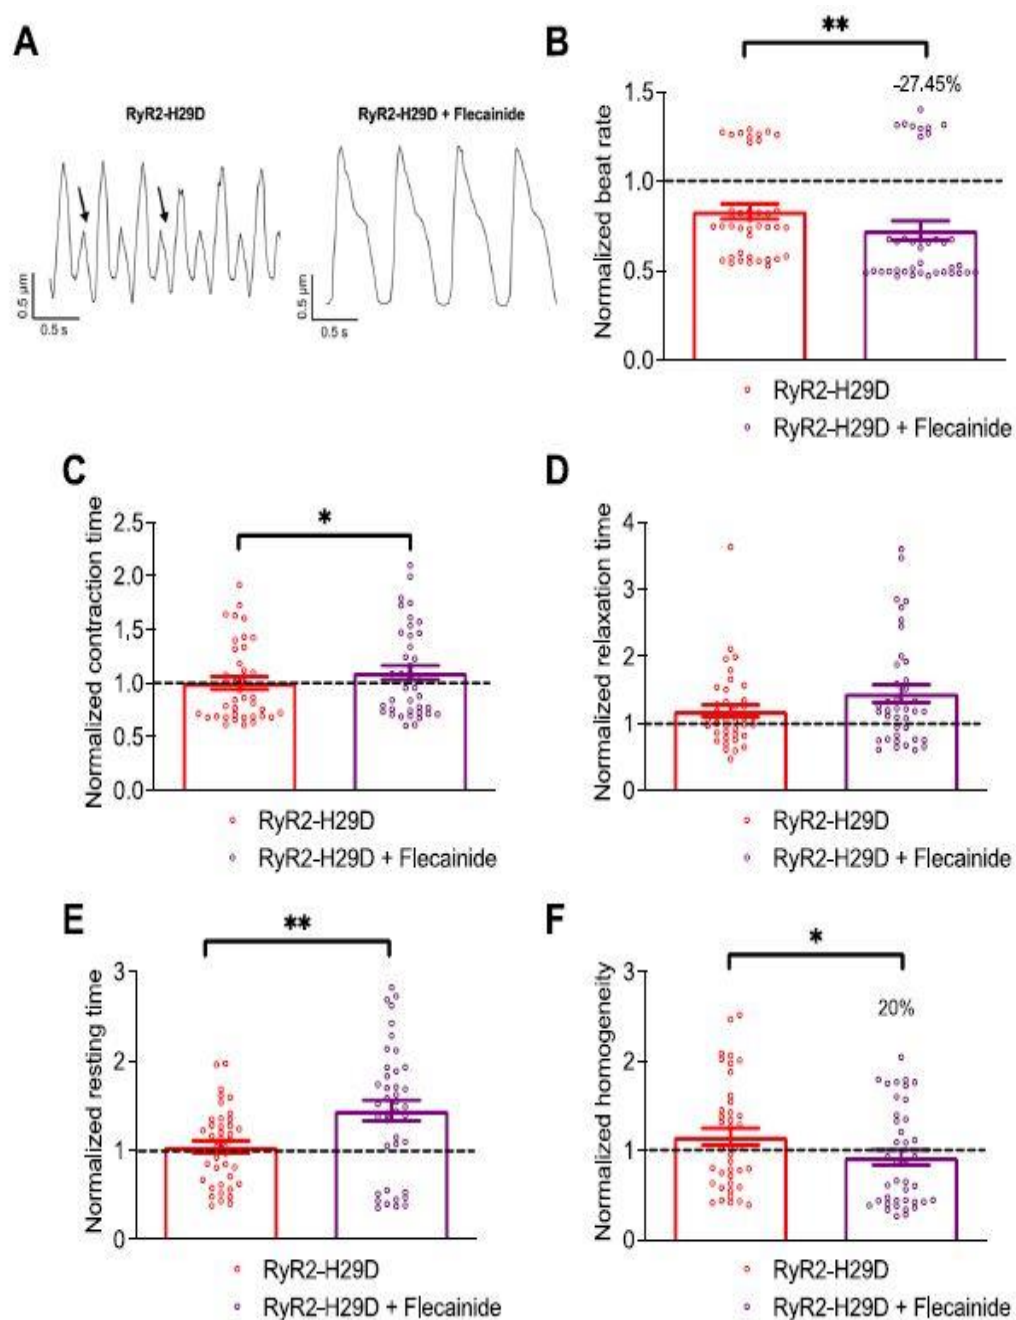 A
RyR2-H29D
RyR2-H29D + Flecainide
0.5 µm
0.5 s
0.5 µm
0.5 s
B
**
-27.45%
Normalized beat rate
1.5
1.0
0.5
0.0
RyR2-H29D
RyR2-H29D + Flecainide
C
*
Normalized contraction time
2.5
2.0
1.5
1.0
0.5
0.0
RyR2-H29D
RyR2-H29D + Flecainide
D
Normalized relaxation time
4
3
2
1
0
RyR2-H29D
RyR2-H29D + Flecainide
E
**
Normalized resting time
3
2
1
0
RyR2-H29D
RyR2-H29D + Flecainide
F
*
20%
Normalized homogeneity
3
2
1
0
RyR2-H29D
RyR2-H29D + Flecainide